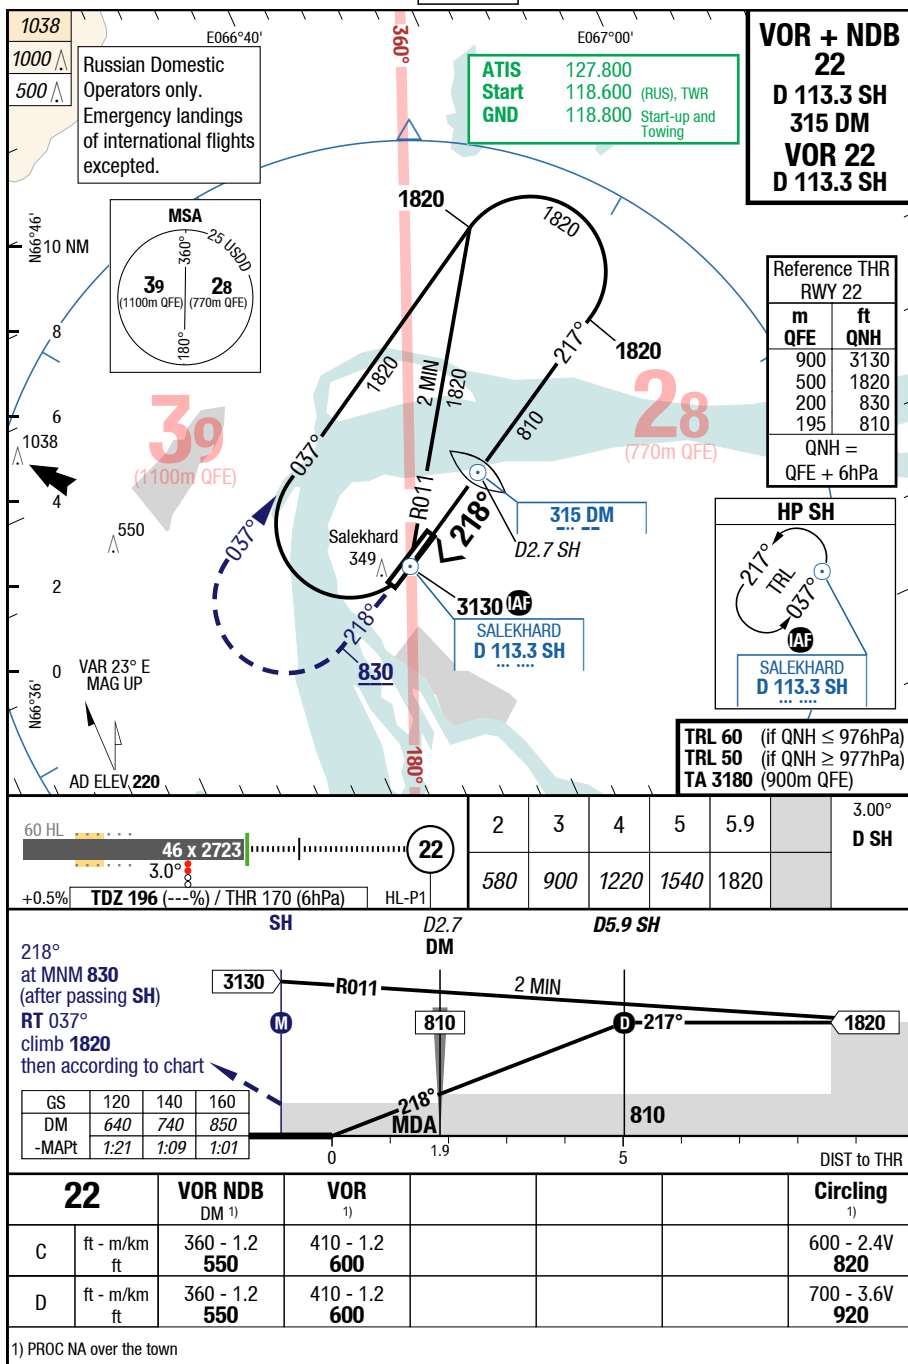 1038
1000
500
E066°40'
E067°00'
360°
Russian Domestic
Operators only.
Emergency landings
of international flights
excepted.
ATIS 127.800
Start 118.600 (RUS), TWR
GND 118.800 Start-up and
Towing
VOR + NDB
22
D 113.3 SH
315 DM
VOR 22
D 113.3 SH
MSA
25 USDD
360°
39
(1100m QFE)
28
(770m QFE)
180°
N66°46'
10 NM
8
6
4
2
0
N66°36'
1820
1820
1820
1820
2 MIN
1820
217°
810
037°
R011
218°
39
(1100m QFE)
28
(770m QFE)
1038
550
037°
Salekhard
349
315 DM
D2.7 SH
3130 IAF
SALEKHARD
D 113.3 SH
218°
830
180°
Reference THR
RWY 22
m ft
QFE QNH
900 3130
500 1820
200 830
195 810
QNH =
QFE + 6hPa
HP SH
217°
TRL
037°
IAF
SALEKHARD
D 113.3 SH
VAR 23° E
MAG UP
AD ELEV 220
TRL 60 (if QNH ≤ 976hPa)
TRL 50 (if QNH ≥ 977hPa)
TA 3180 (900m QFE)
60 HL
46 x 2723
22
3.0°
+0.5%
TDZ 196 (---%) / THR 170 (6hPa)
HL-P1
2 3 4 5 5.9
3.00°
D SH
580 900 1220 1540 1820
SH
D2.7
DM
D5.9 SH
218°
at MNM 830
(after passing SH)
RT 037°
climb 1820
then according to chart
3130
R011
2 MIN
M
810
D
217°
1820
218°
MDA
810
GS 120 140 160
DM 640 740 850
-MAPt 1:21 1:09 1:01
0
1.9
5
DIST to THR
22 VOR NDB VOR Circling
DM 1) 1) 1)
C ft - m/km 360 - 1.2 410 - 1.2 600 - 2.4V
ft 550 600 820
D ft - m/km 360 - 1.2 410 - 1.2 700 - 3.6V
ft 550 600 920
1) PROC NA over the town